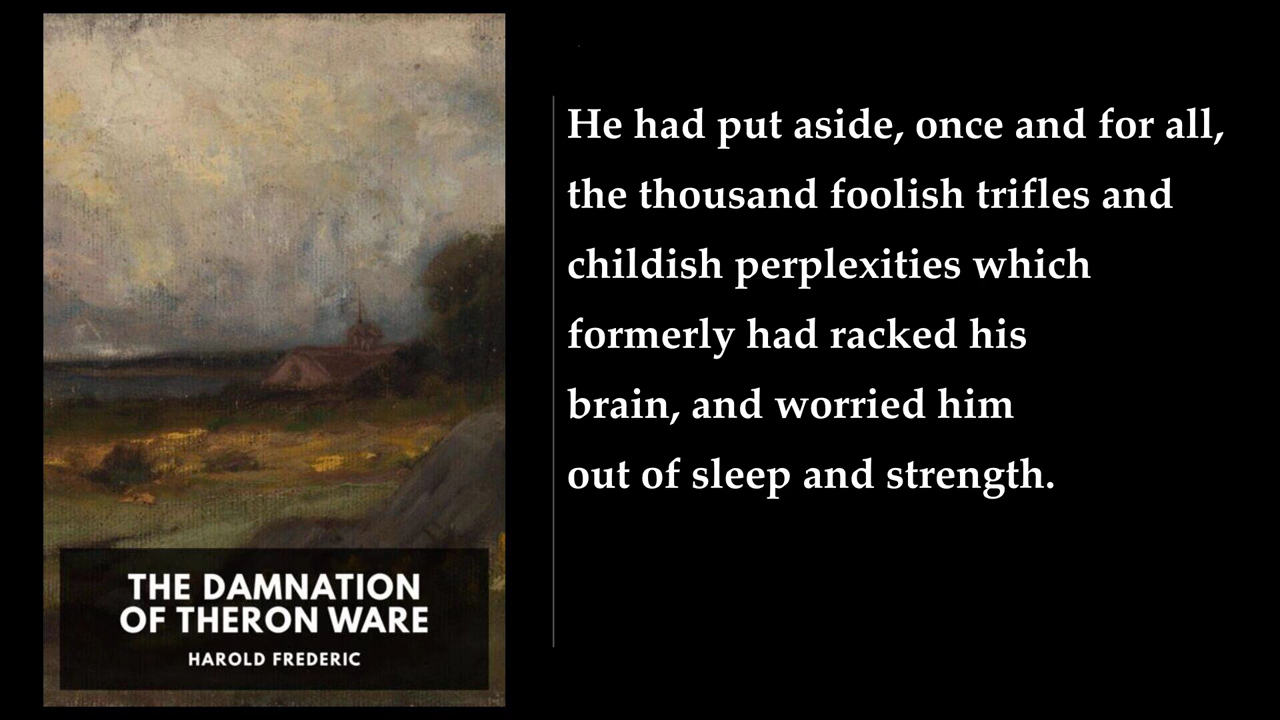 He had put aside, once and for all,
the thousand foolish trifles and
childish perplexities which
formerly had racked his
brain, and worried him
out of sleep and strength.
THE DAMNATION
OF THERON WARE
HAROLD FREDERIC